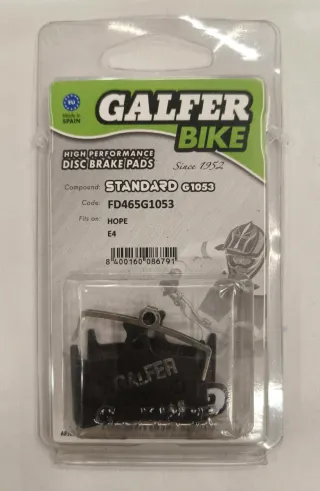 EU
Made in
SPAIN
GALFER
BIKE
HIGH PERFORMANCE
DISC BRAKE PADS
Since 1952
Compound: STANDARD G1053
Code: FD465G1053
Fits on: HOPE
E4
8 400160 086791
GALFER